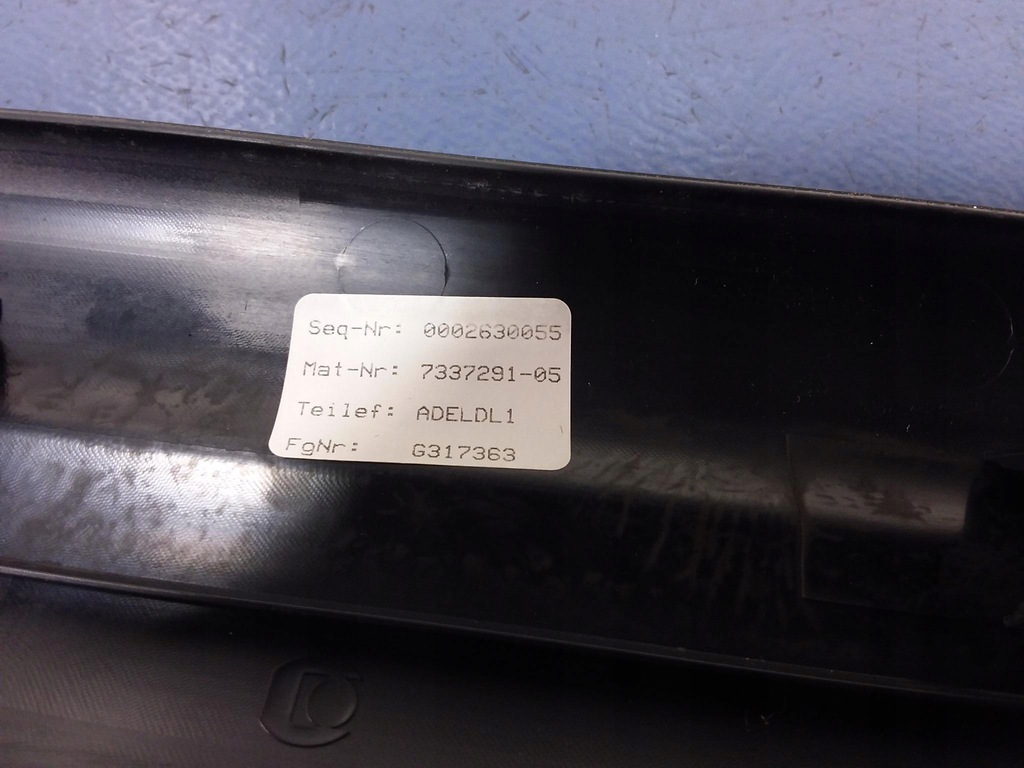 Seq-Nr: 0002630055
Mat-Nr: 7337291-05
Teilef: ADELDL1
FgNr: G317363